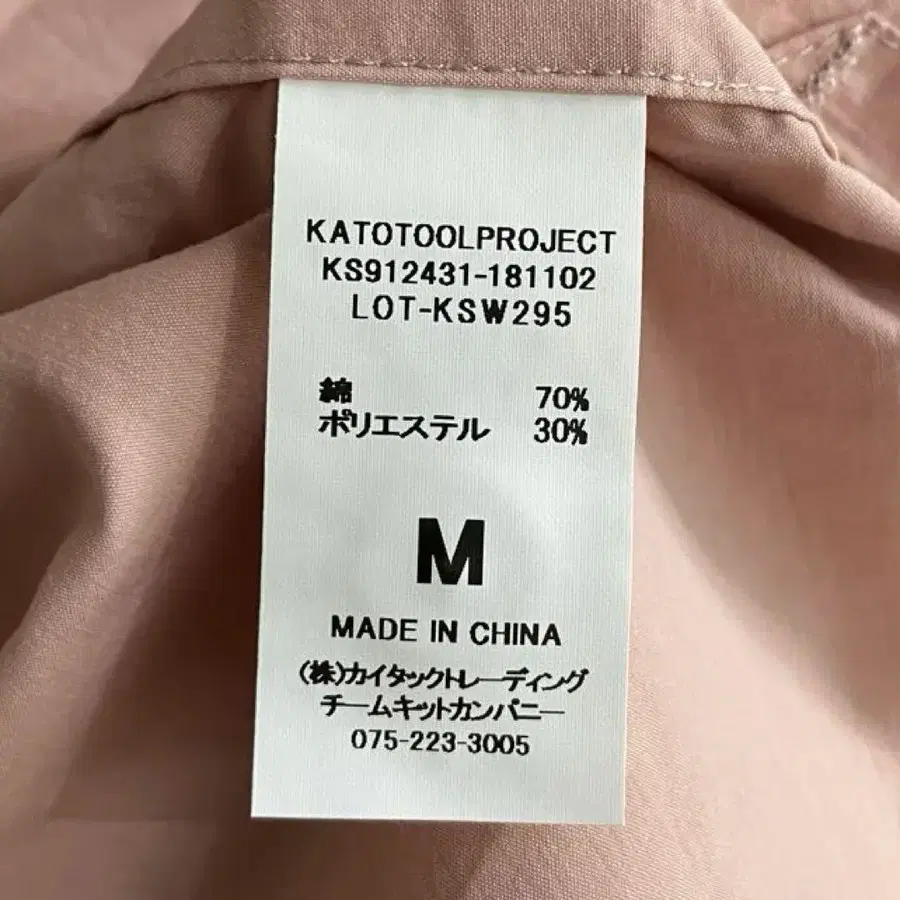 KATOTOOLPROJECT
KS912431-181102
LOT-KSW295
綿 70%
ポリエステル 30%
M
MADE IN CHINA
(株)カイタックトレーディング
チームキットカンパニー
075-223-3005